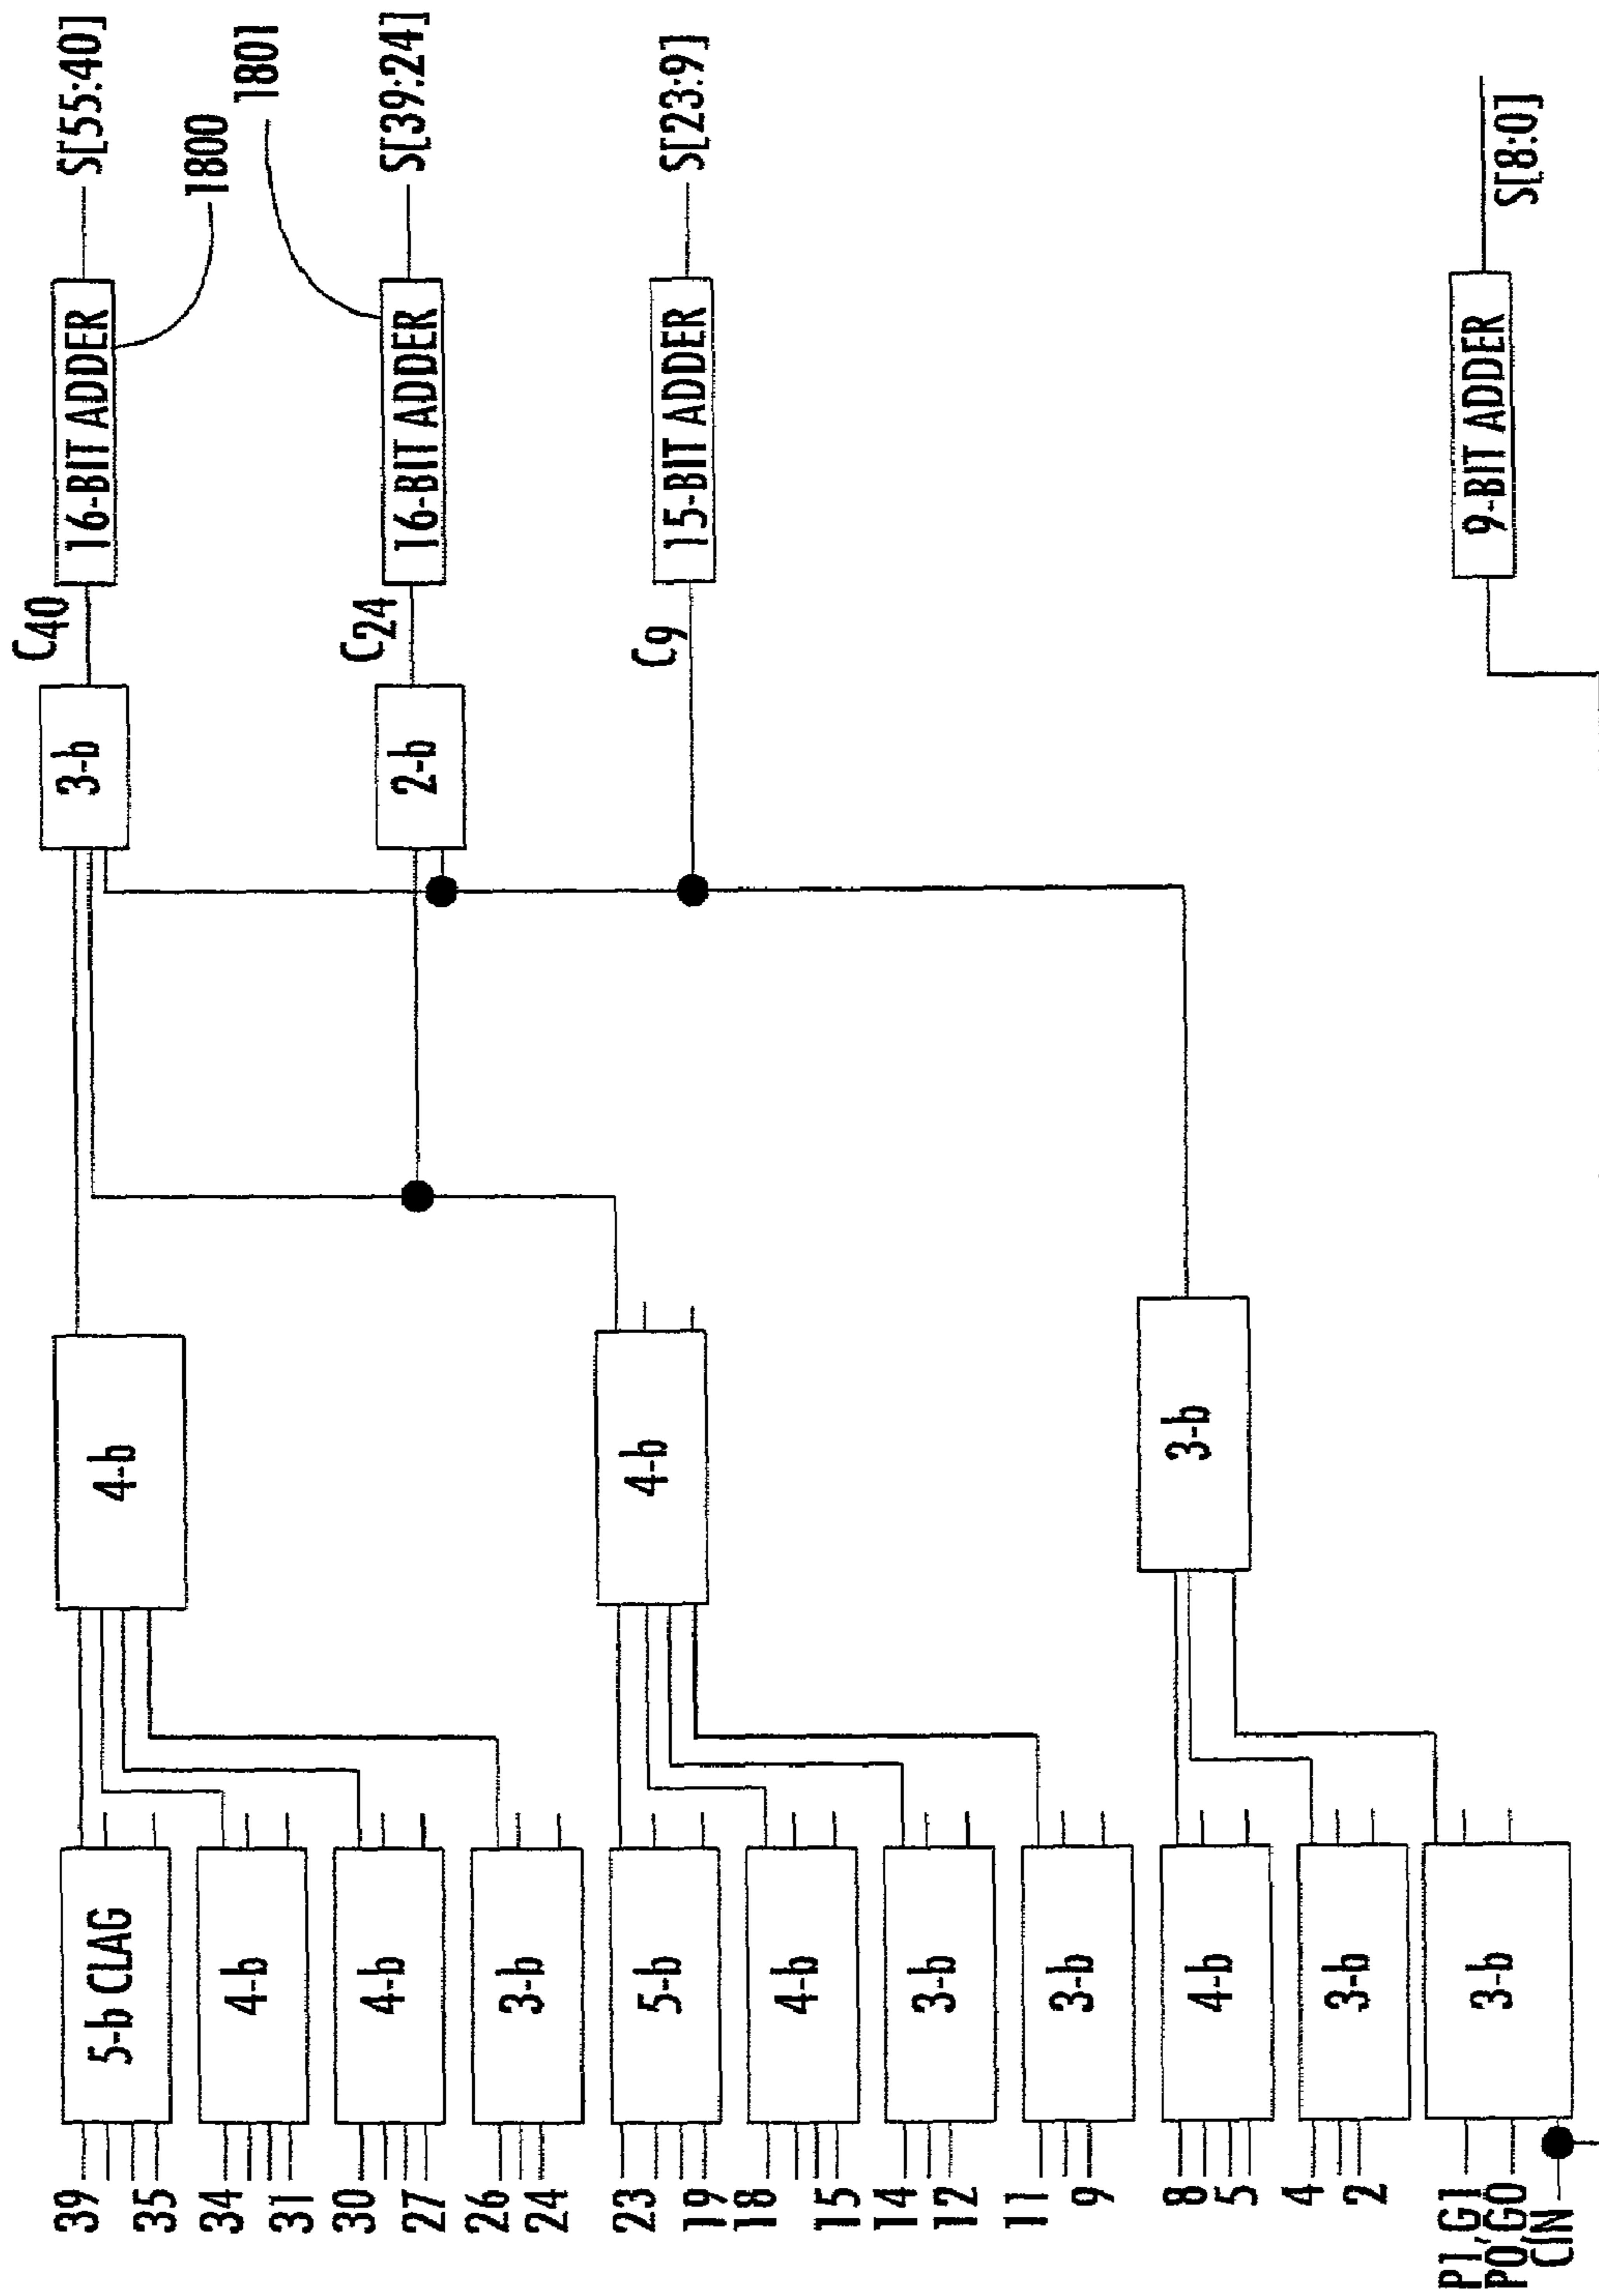 39
35
34
31
30
27
26
24
23
19
18
15
14
12
11
9
8
5
4
2
P1,G1
P0,G0
CIN
5-b CLAG
4-b
4-b
3-b
5-b
4-b
3-b
3-b
4-b
3-b
3-b
4-b
4-b
3-b
3-b
2-b
C40
C24
C9
16-BIT ADDER
16-BIT ADDER
15-BIT ADDER
9-BIT ADDER
S[55:40]
1800
1801
S[39:24]
S[23:9]
S[8:0]